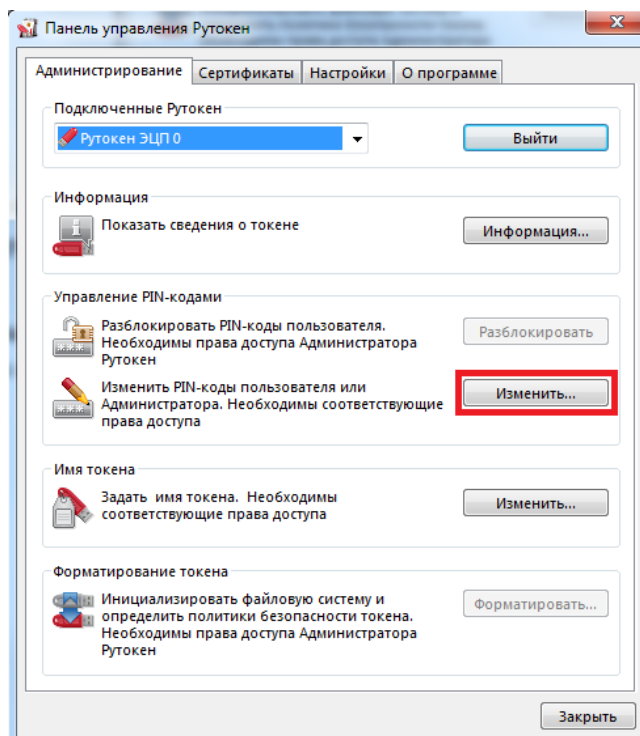 Панель управления Рутокен
Администрирование Сертификаты Настройки О программе
Подключенные Рутокен
Рутокен ЭЦП 0
Выйти
Информация
Показать сведения о токене
Информация...
Управление PIN-кодами
Разблокировать PIN-коды пользователя.
Необходимы права доступа Администратора
Рутокен
Разблокировать
Изменить PIN-коды пользователя или
Администратора. Необходимы соответствующие
права доступа
Изменить...
Имя токена
Задать имя токена. Необходимы
соответствующие права доступа
Изменить...
Форматирование токена
Инициализировать файловую систему и
определить политики безопасности токена.
Необходимы права доступа Администратора
Рутокен
Форматировать...
Закрыть